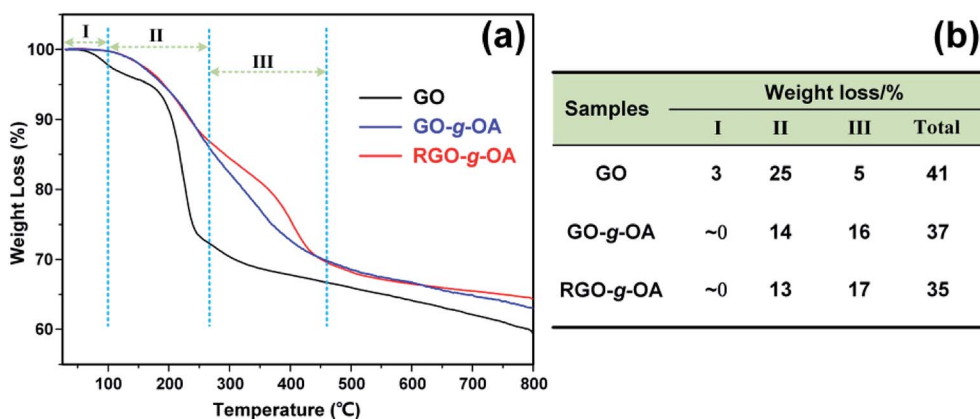 (a)
I
II
III
GO
GO-g-OA
RGO-g-OA
100
90
80
70
60
Weight Loss (%)
100 200 300 400 500 600 700 800
Temperature (℃)
(b)
Samples Weight loss/%
I II III Total
GO 3 25 5 41
GO-g-OA ~0 14 16 37
RGO-g-OA ~0 13 17 35